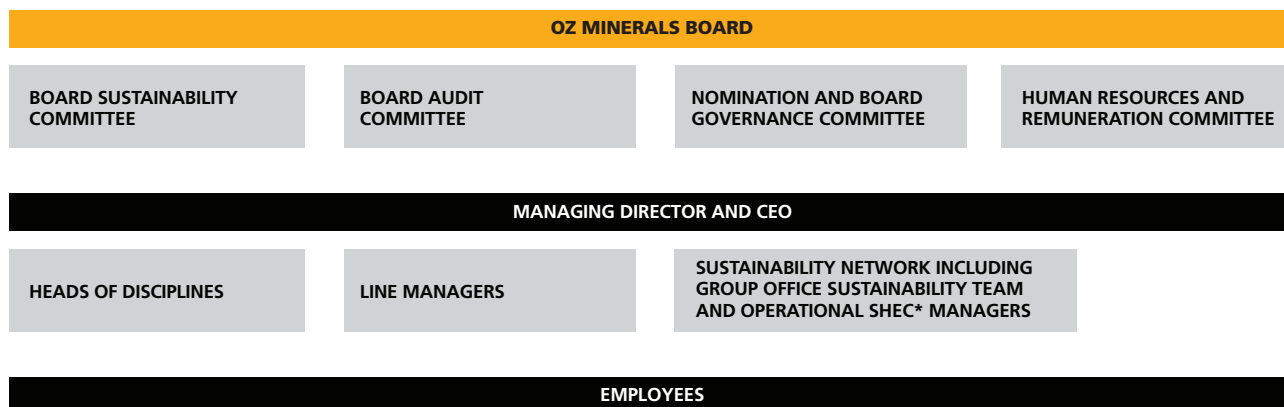 OZ MINERALS BOARD
BOARD SUSTAINABILITY
COMMITTEE
BOARD AUDIT
COMMITTEE
NOMINATION AND BOARD
GOVERNANCE COMMITTEE
HUMAN RESOURCES AND
REMUNERATION COMMITTEE
MANAGING DIRECTOR AND CEO
HEADS OF DISCIPLINES
LINE MANAGERS
SUSTAINABILITY NETWORK INCLUDING
GROUP OFFICE SUSTAINABILITY TEAM
AND OPERATIONAL SHEC* MANAGERS
EMPLOYEES